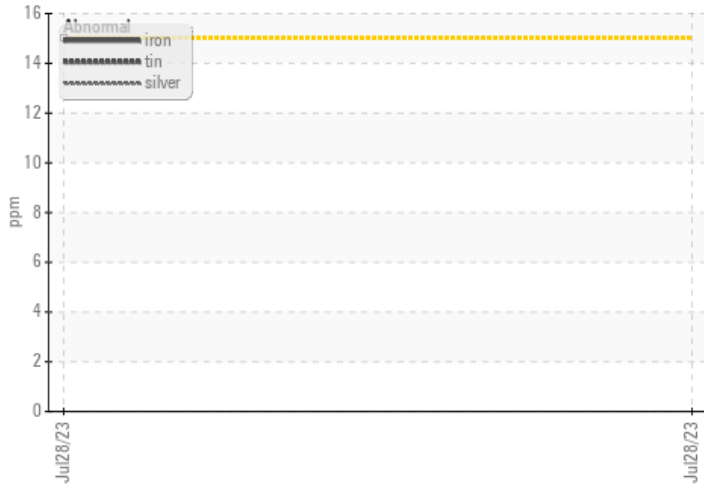 16
14
12
10
8
6
4
2
0
ppm
Abnormal
iron
tin
silver
Jul28/23
Jul28/23